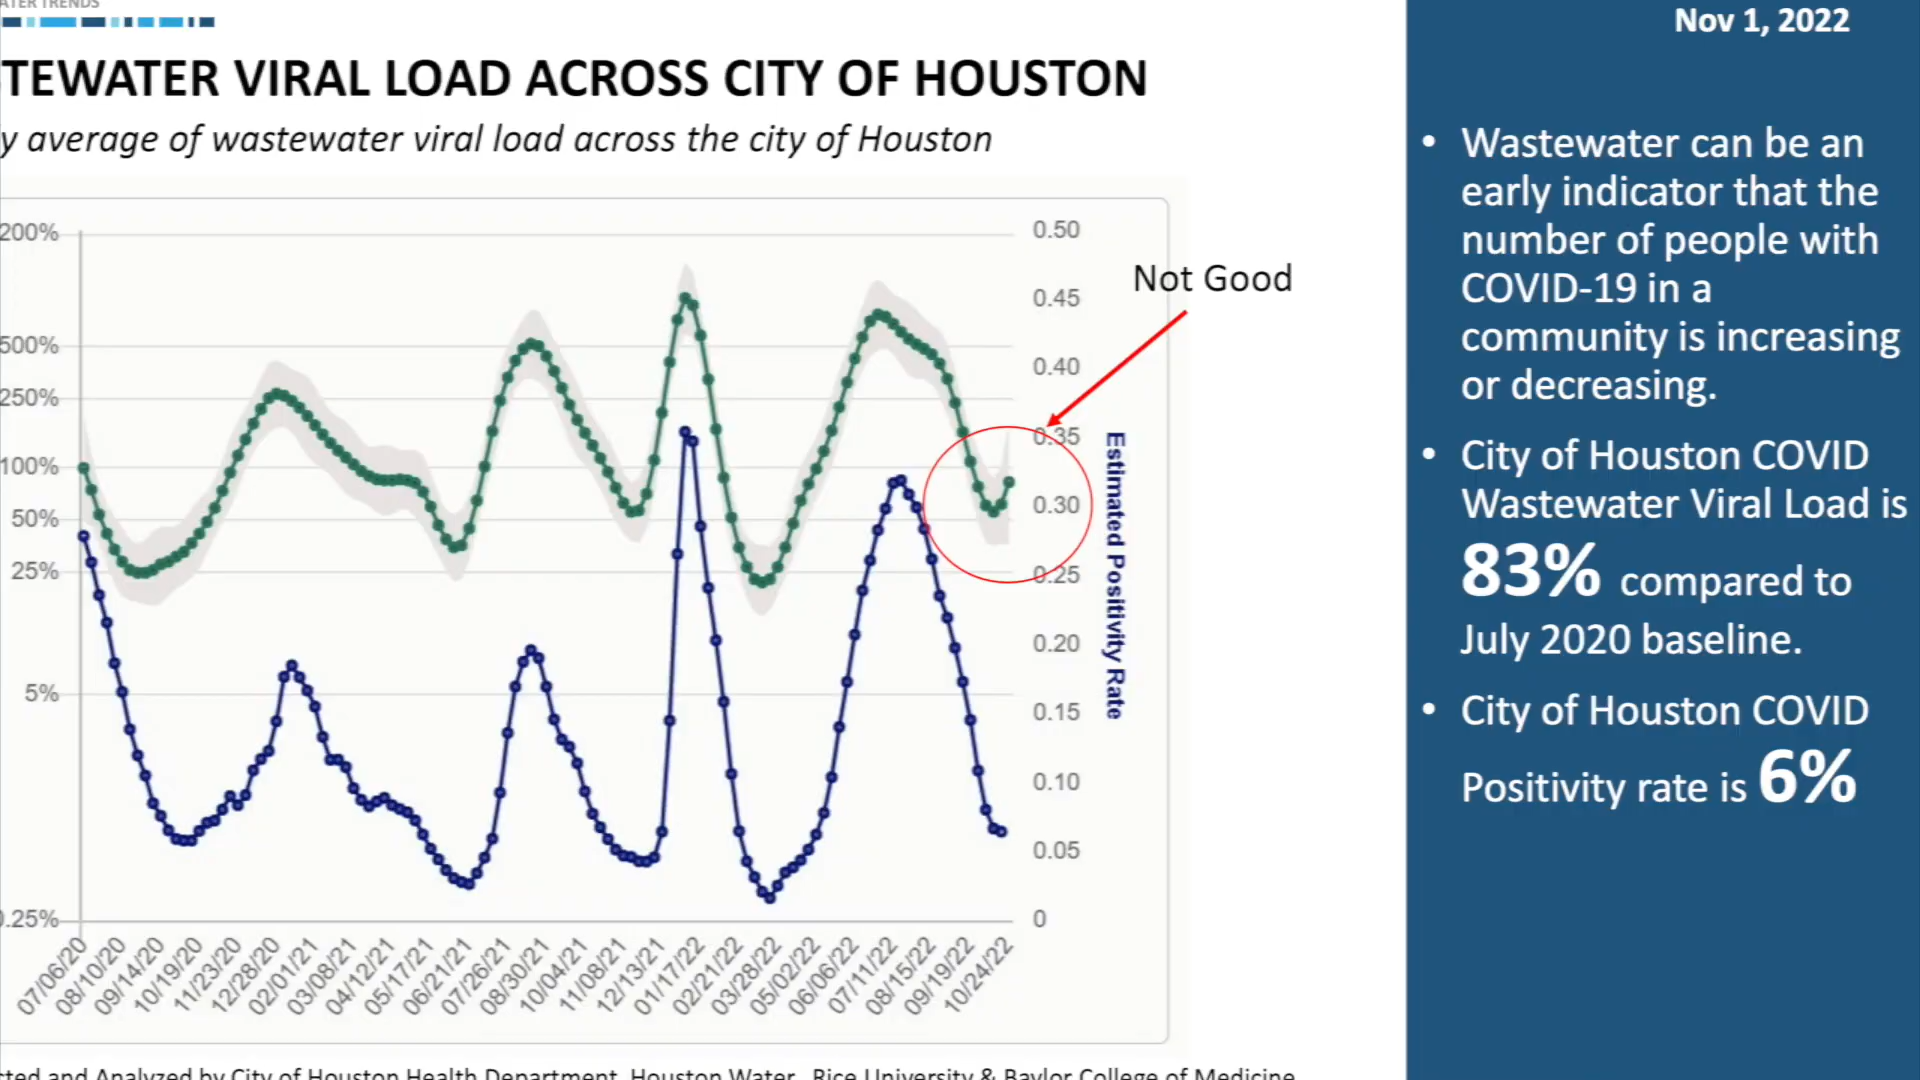 ATER TRENDS
Nov 1, 2022
TEWATER VIRAL LOAD ACROSS CITY OF HOUSTON
y average of wastewater viral load across the city of Houston
200%
500%
250%
100%
50%
25%
5%
0.25%
0.50
0.45
0.40
0.35
0.30
0.25
0.20
0.15
0.10
0.05
0
Estimated Positivity Rate
Not Good
07/06/20
08/10/20
09/14/20
10/19/20
11/23/20
12/28/20
02/01/21
03/08/21
04/12/21
05/17/21
06/21/21
07/26/21
08/30/21
10/04/21
11/08/21
12/13/21
01/17/22
02/21/22
03/28/22
05/02/22
06/06/22
07/11/22
08/15/22
09/19/22
10/24/22
cted and Analyzed by City of Houston Health Department, Houston Water, Rice University & Baylor College of Medicine
• Wastewater can be an
early indicator that the
number of people with
COVID-19 in a
community is increasing
or decreasing.
• City of Houston COVID
Wastewater Viral Load is
83% compared to
July 2020 baseline.
• City of Houston COVID
Positivity rate is 6%